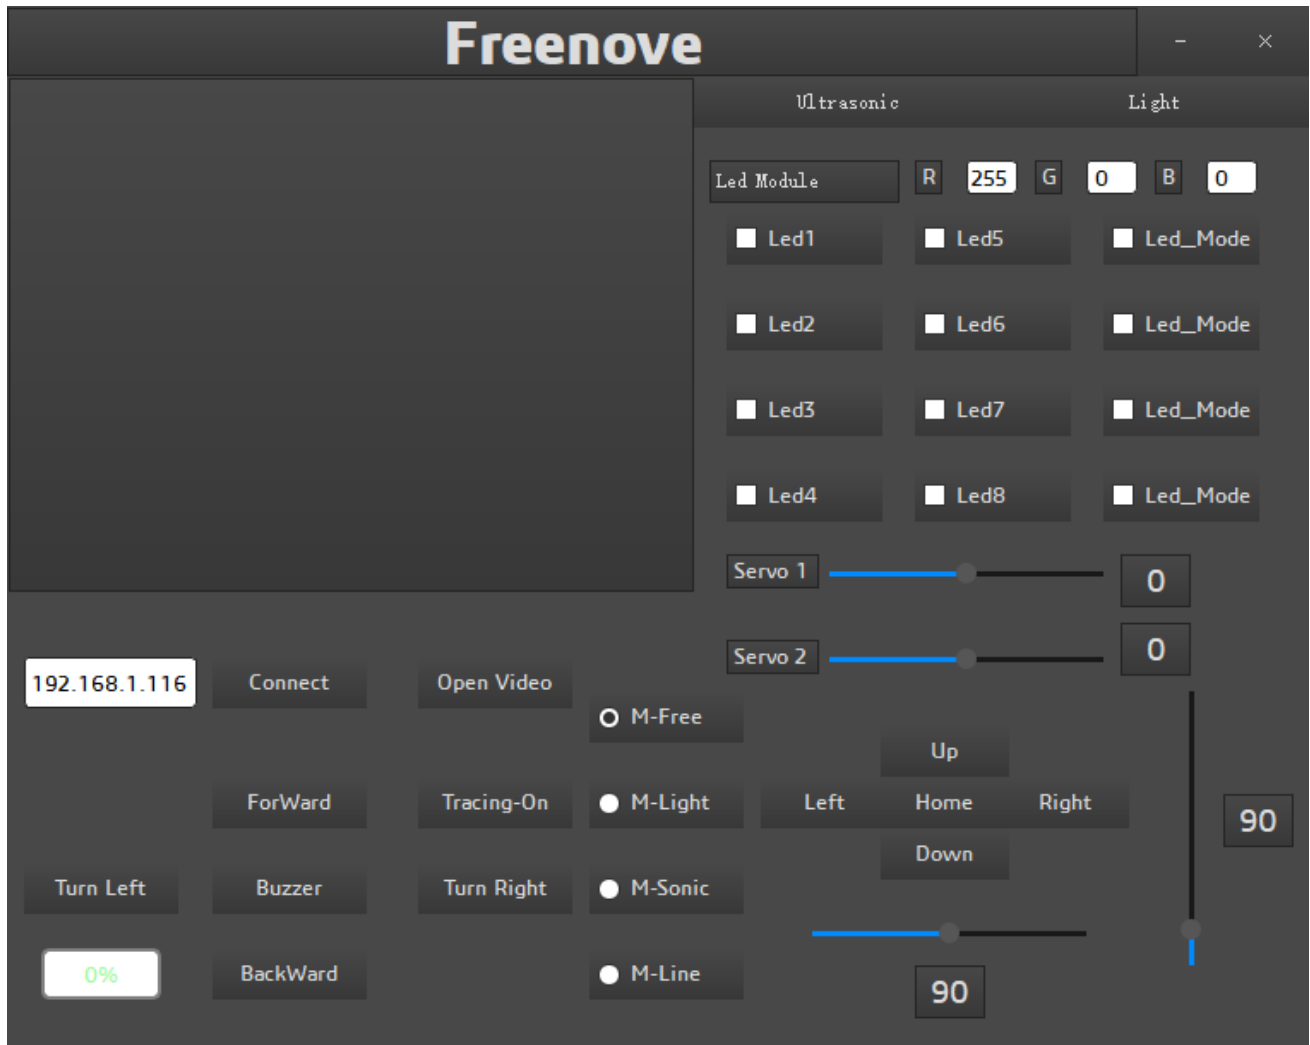 Freenove
Ultrasonic Light
Led Module R 255 G 0 B 0
Led1 Led5 Led_Mode
Led2 Led6 Led_Mode
Led3 Led7 Led_Mode
Led4 Led8 Led_Mode
Servo 1 0
Servo 2 0
192.168.1.116 Connect Open Video
M-Free
Up
ForWard Tracing-On M-Light Left Home Right
90
Down
Turn Left Buzzer Turn Right M-Sonic
0% BackWard M-Line
90